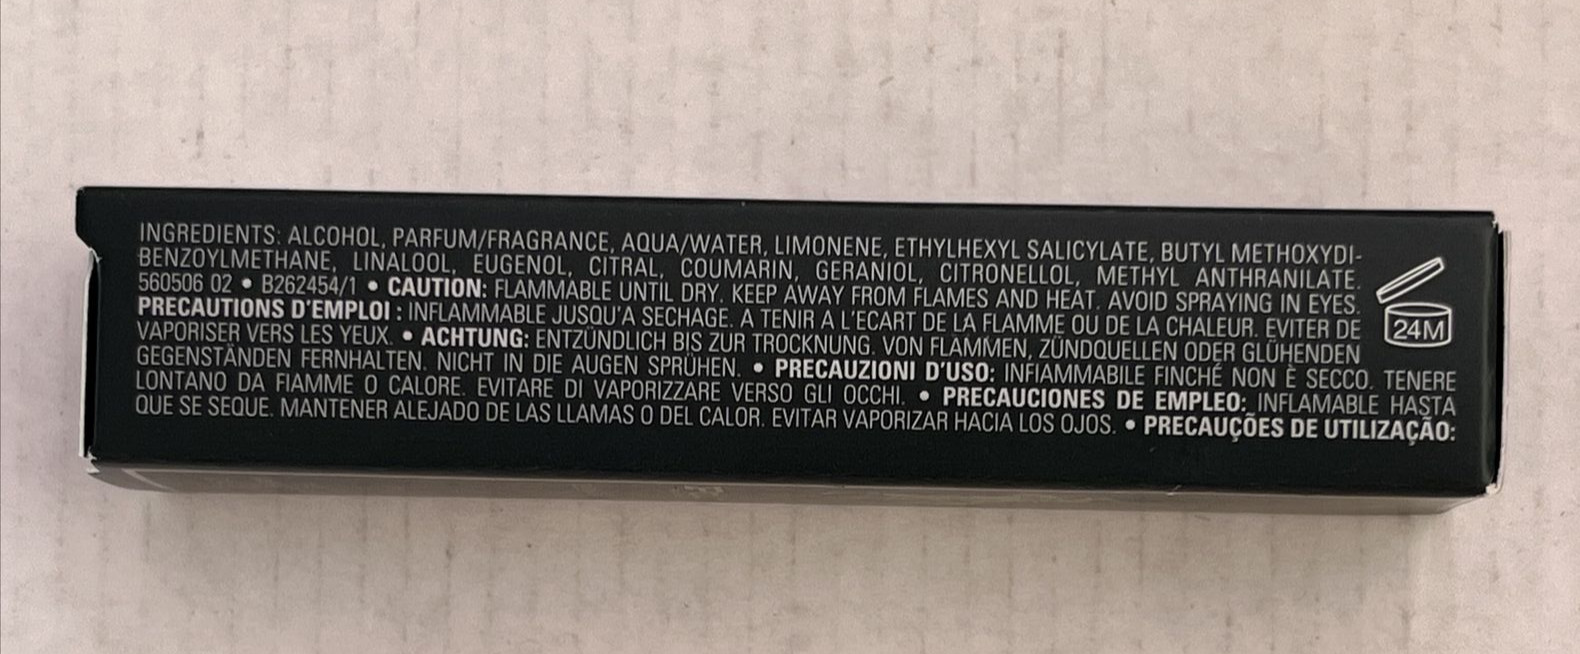 INGREDIENTS: ALCOHOL, PARFUM/FRAGRANCE, AQUA/WATER, LIMONENE, ETHYLHEXYL SALICYLATE, BUTYL METHOXYDI-
BENZOYLMETHANE, LINALOOL, EUGENOL, CITRAL, COUMARIN, GERANIOL, CITRONELLOL, METHYL ANTHRANILATE.
560506 02 • B262454/1 • CAUTION: FLAMMABLE UNTIL DRY. KEEP AWAY FROM FLAMES AND HEAT. AVOID SPRAYING IN EYES.
PRECAUTIONS D'EMPLOI : INFLAMMABLE JUSQU'A SECHAGE. A TENIR A L'ECART DE LA FLAMME OU DE LA CHALEUR. EVITER DE
VAPORISER VERS LES YEUX. • ACHTUNG: ENTZÜNDLICH BIS ZUR TROCKNUNG. VON FLAMMEN, ZÜNDQUELLEN ODER GLÜHENDEN
GEGENSTÄNDEN FERNHALTEN. NICHT IN DIE AUGEN SPRÜHEN. • PRECAUZIONI D'USO: INFIAMMABILE FINCHÉ NON È SECCO. TENERE
LONTANO DA FIAMME O CALORE. EVITARE DI VAPORIZZARE VERSO GLI OCCHI. • PRECAUCIONES DE EMPLEO: INFLAMABLE HASTA
QUE SE SEQUE. MANTENER ALEJADO DE LAS LLAMAS O DEL CALOR. EVITAR VAPORIZAR HACIA LOS OJOS. • PRECAUÇÕES DE UTILIZAÇÃO:
24M